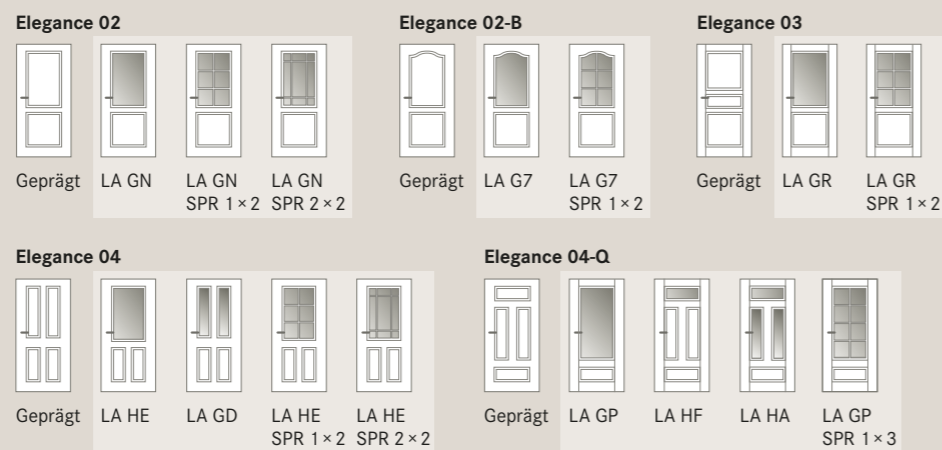 Elegance 02
Geprägt
LA GN
LA GN
SPR 1 × 2
LA GN
SPR 2 × 2
Elegance 02-B
Geprägt
LA G7
LA G7
SPR 1 × 2
Elegance 03
Geprägt
LA GR
LA GR
SPR 1 × 2
Elegance 04
Geprägt
LA HE
LA GD
LA HE
SPR 1 × 2
LA HE
SPR 2 × 2
Elegance 04-Q
Geprägt
LA GP
LA HF
LA HA
LA GP
SPR 1 × 3